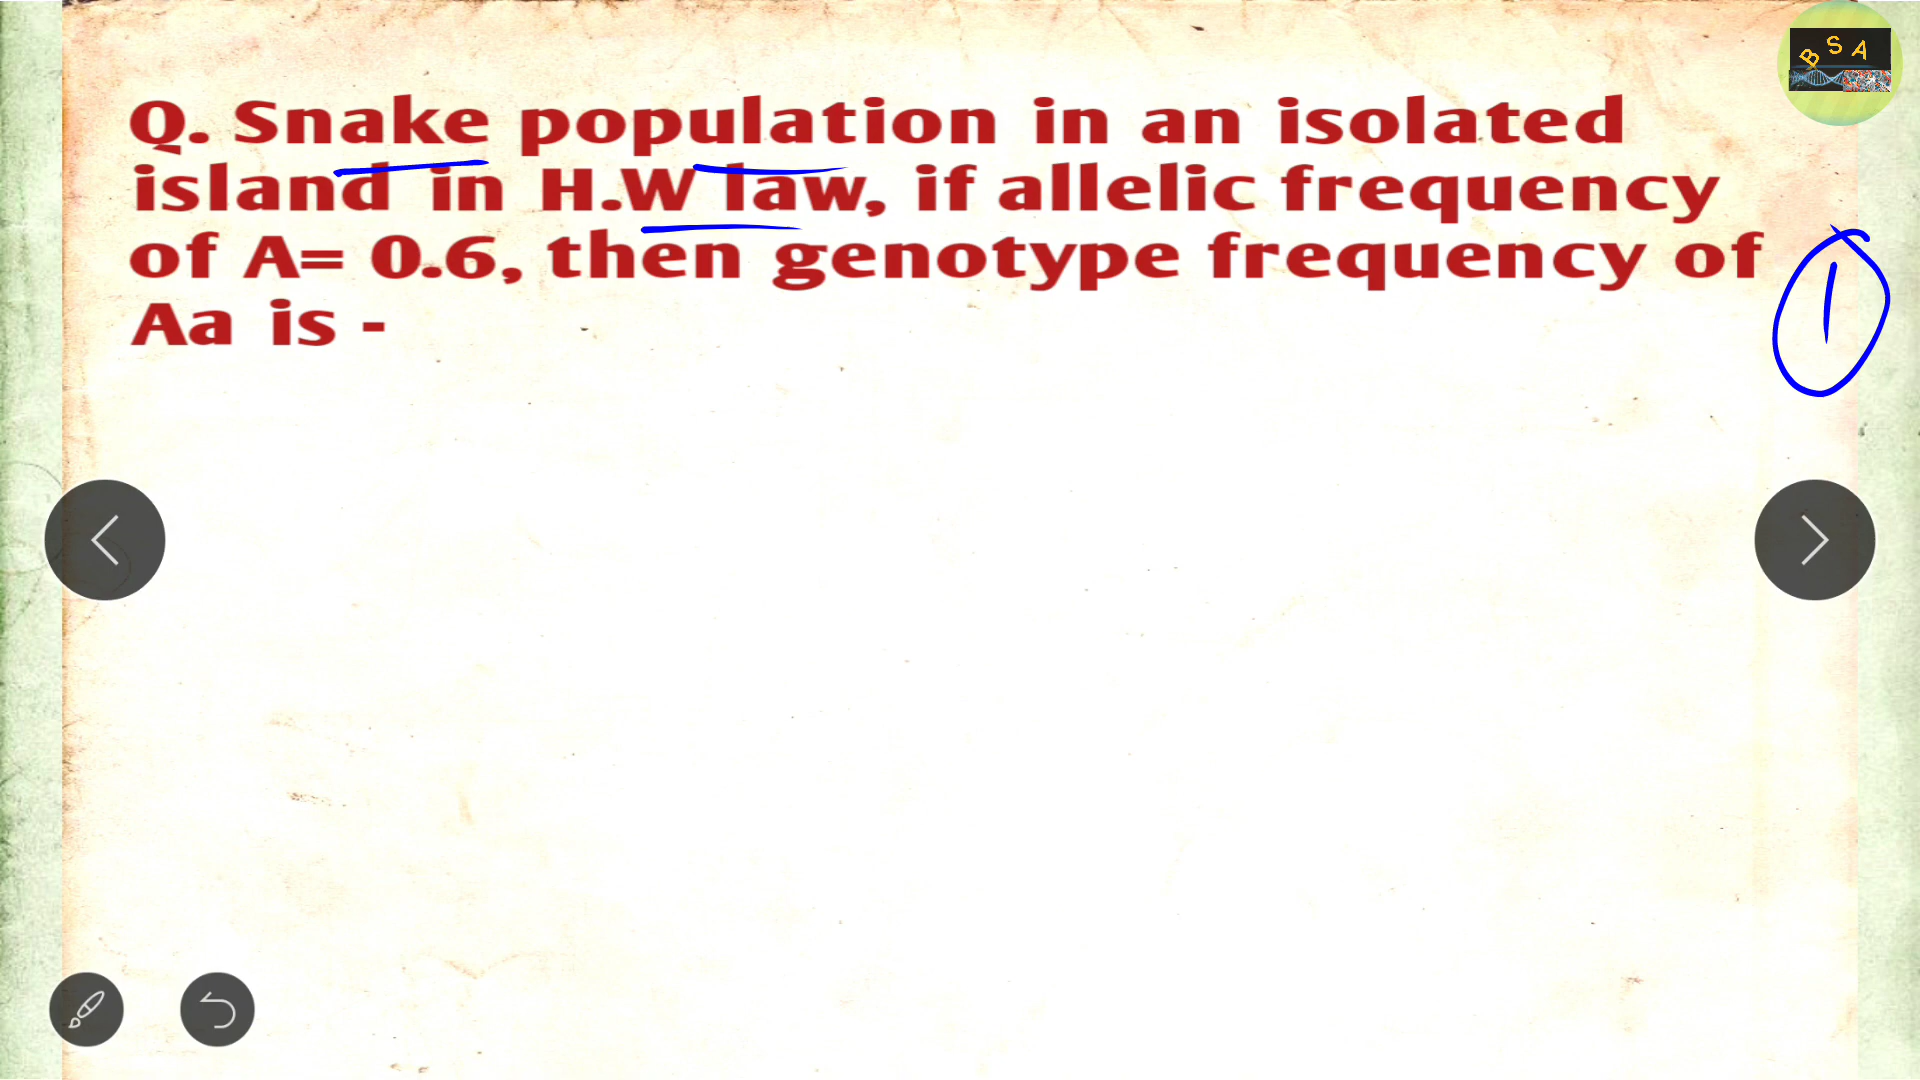 B S A
Q. Snake population in an isolated
island in H.W law, if allelic frequency
of A= 0.6, then genotype frequency of
Aa is -
1